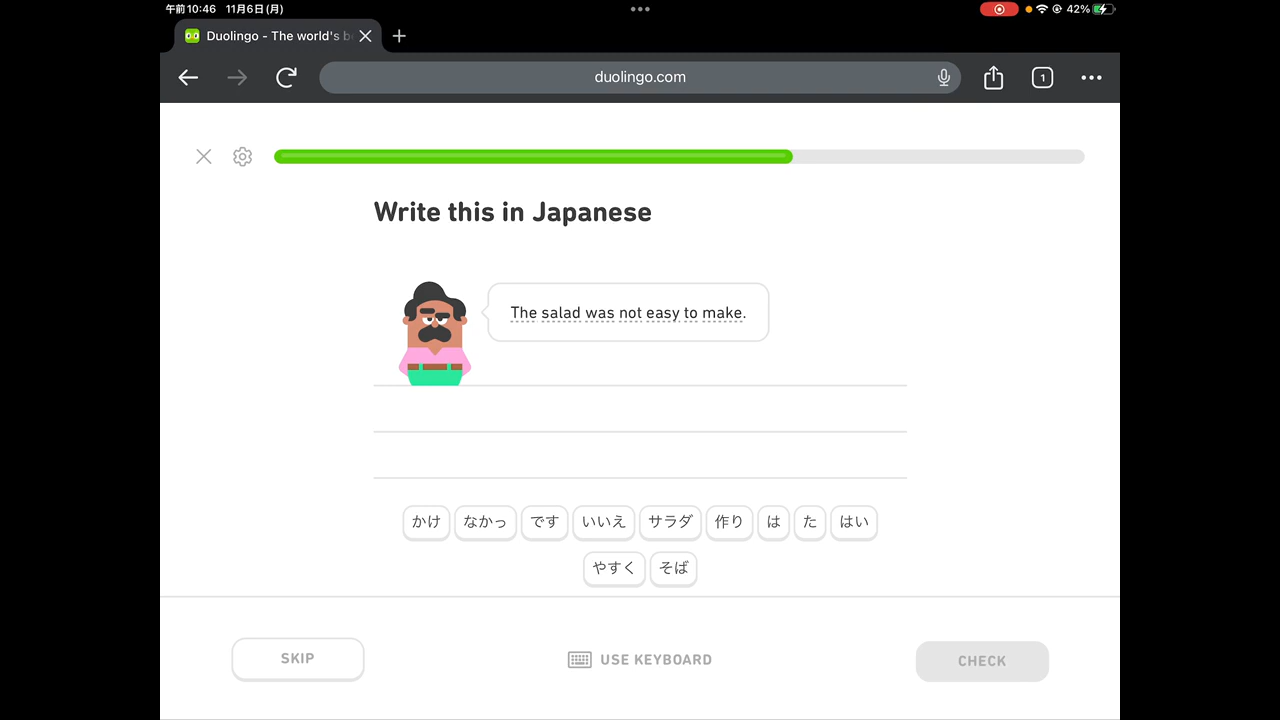 午前10:46 11月6日(月)
42%
Duolingo - The world's b
duolingo.com
1
Write this in Japanese
The salad was not easy to make.
かけ なかっ です いいえ サラダ 作り は た はい
やすく そば
SKIP
USE KEYBOARD
CHECK